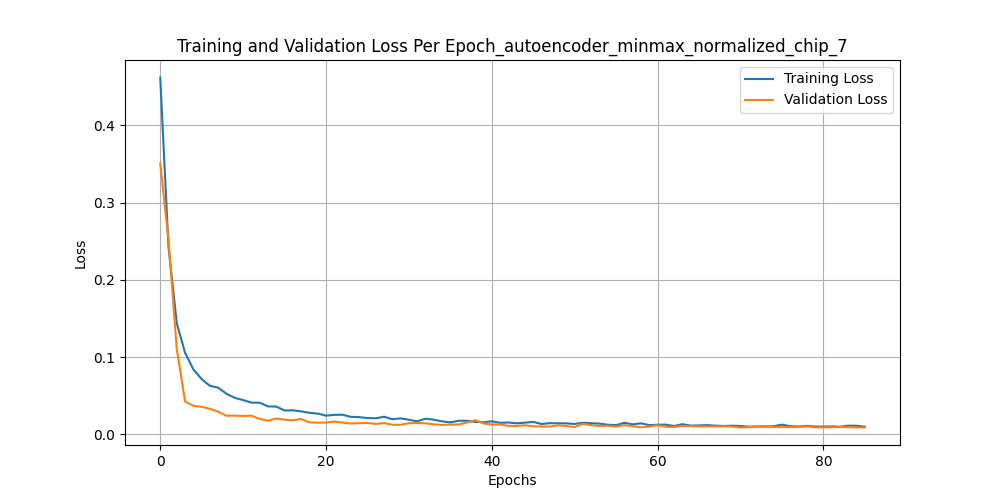 Training and Validation Loss Per Epoch_autoencoder_minmax_normalized_chip_7
Training Loss
Validation Loss
Loss
0.4
0.3
0.2
0.1
0.0
0 20 40 60 80
Epochs